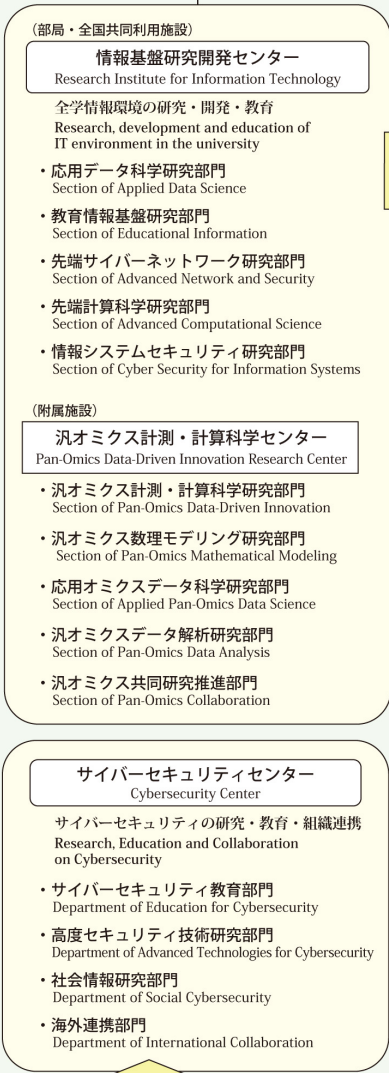 （部局・全国共同利用施設）
情報基盤研究開発センター
Research Institute for Information Technology
全学情報環境の研究・開発・教育
Research, development and education of
IT environment in the university
・応用データ科学研究部門
Section of Applied Data Science
・教育情報基盤研究部門
Section of Educational Information
・先端サイバーネットワーク研究部門
Section of Advanced Network and Security
・先端計算科学研究部門
Section of Advanced Computational Science
・情報システムセキュリティ研究部門
Section of Cyber Security for Information Systems
（附属施設）
汎オミクス計測・計算科学センター
Pan-Omics Data-Driven Innovation Research Center
・汎オミクス計測・計算科学研究部門
Section of Pan-Omics Data-Driven Innovation
・汎オミクス数理モデリング研究部門
Section of Pan-Omics Mathematical Modeling
・応用オミクスデータ科学研究部門
Section of Applied Pan-Omics Data Science
・汎オミクスデータ解析研究部門
Section of Pan-Omics Data Analysis
・汎オミクス共同研究推進部門
Section of Pan-Omics Collaboration
サイバーセキュリティセンター
Cybersecurity Center
サイバーセキュリティの研究・教育・組織連携
Research, Education and Collaboration
on Cybersecurity
・サイバーセキュリティ教育部門
Department of Education for Cybersecurity
・高度セキュリティ技術研究部門
Department of Advanced Technologies for Cybersecurity
・社会情報研究部門
Department of Social Cybersecurity
・海外連携部門
Department of International Collaboration